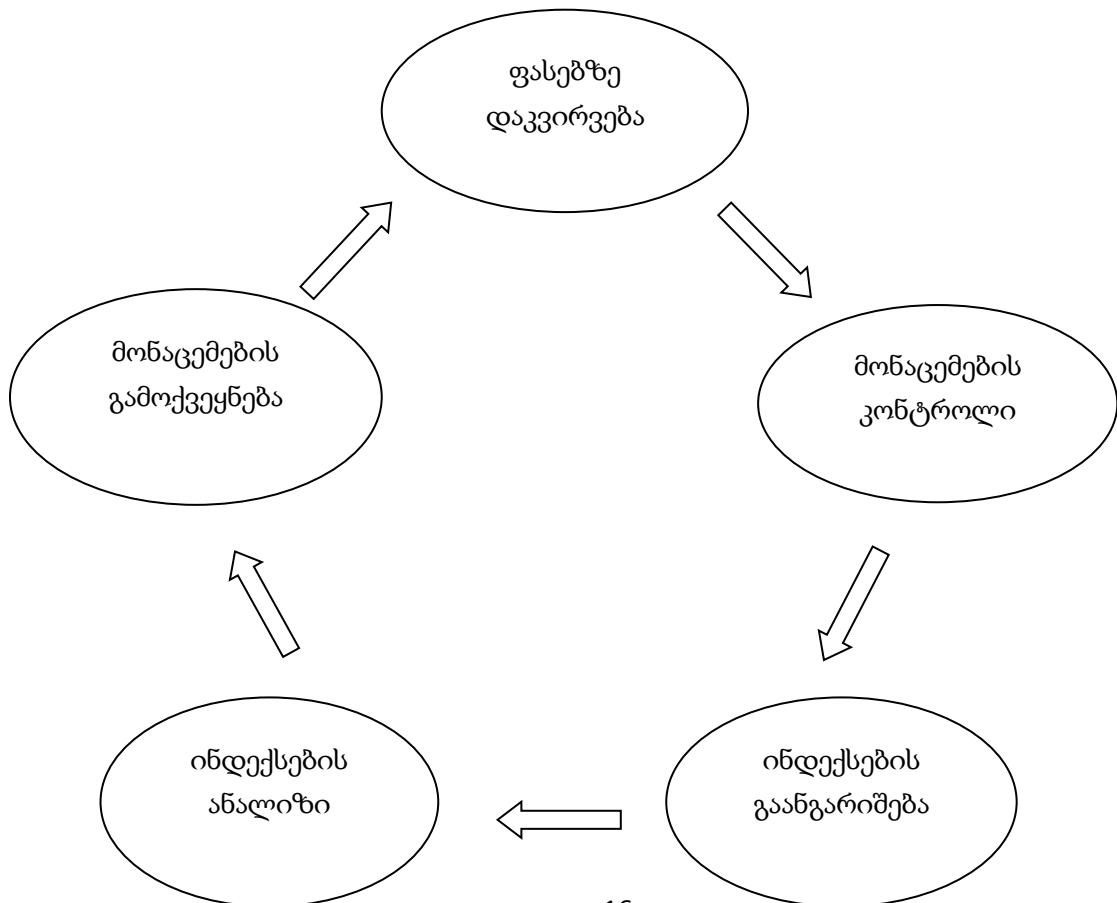 ფასებზე
დაკვირვება
მონაცემების
კონტროლი
ინდექსების
გაანგარიშება
ინდექსების
ანალიზი
მონაცემების
გამოქვეყნება